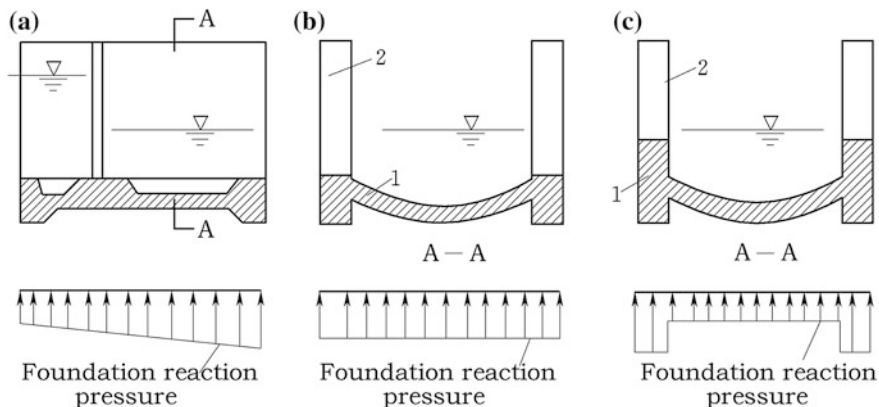 (a)
A
A
Foundation reaction
pressure
(b)
2
1
A — A
Foundation reaction
pressure
(c)
2
1
A — A
Foundation reaction
pressure